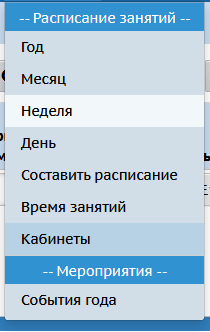 -- Расписание занятий --
Год
Месяц
Неделя
День
Составить расписание
Время занятий
Кабинеты
-- Мероприятия --
События года